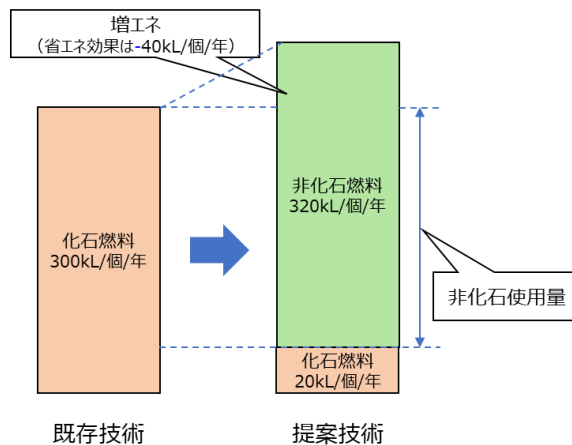 増エネ
（省エネ効果は-40kL/個/年）
化石燃料
300kL/個/年
非化石燃料
320kL/個/年
非化石使用量
化石燃料
20kL/個/年
既存技術
提案技術